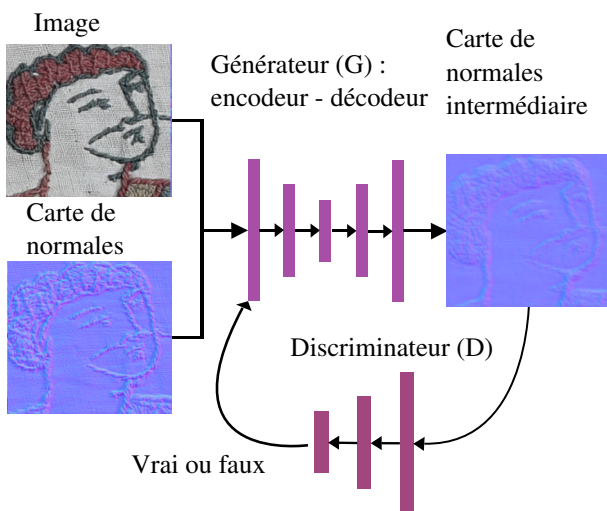 Image
Générateur (G) :
encodeur - décodeur
Carte de
normales
intermédiaire
Carte de
normales
Discriminateur (D)
Vrai ou faux